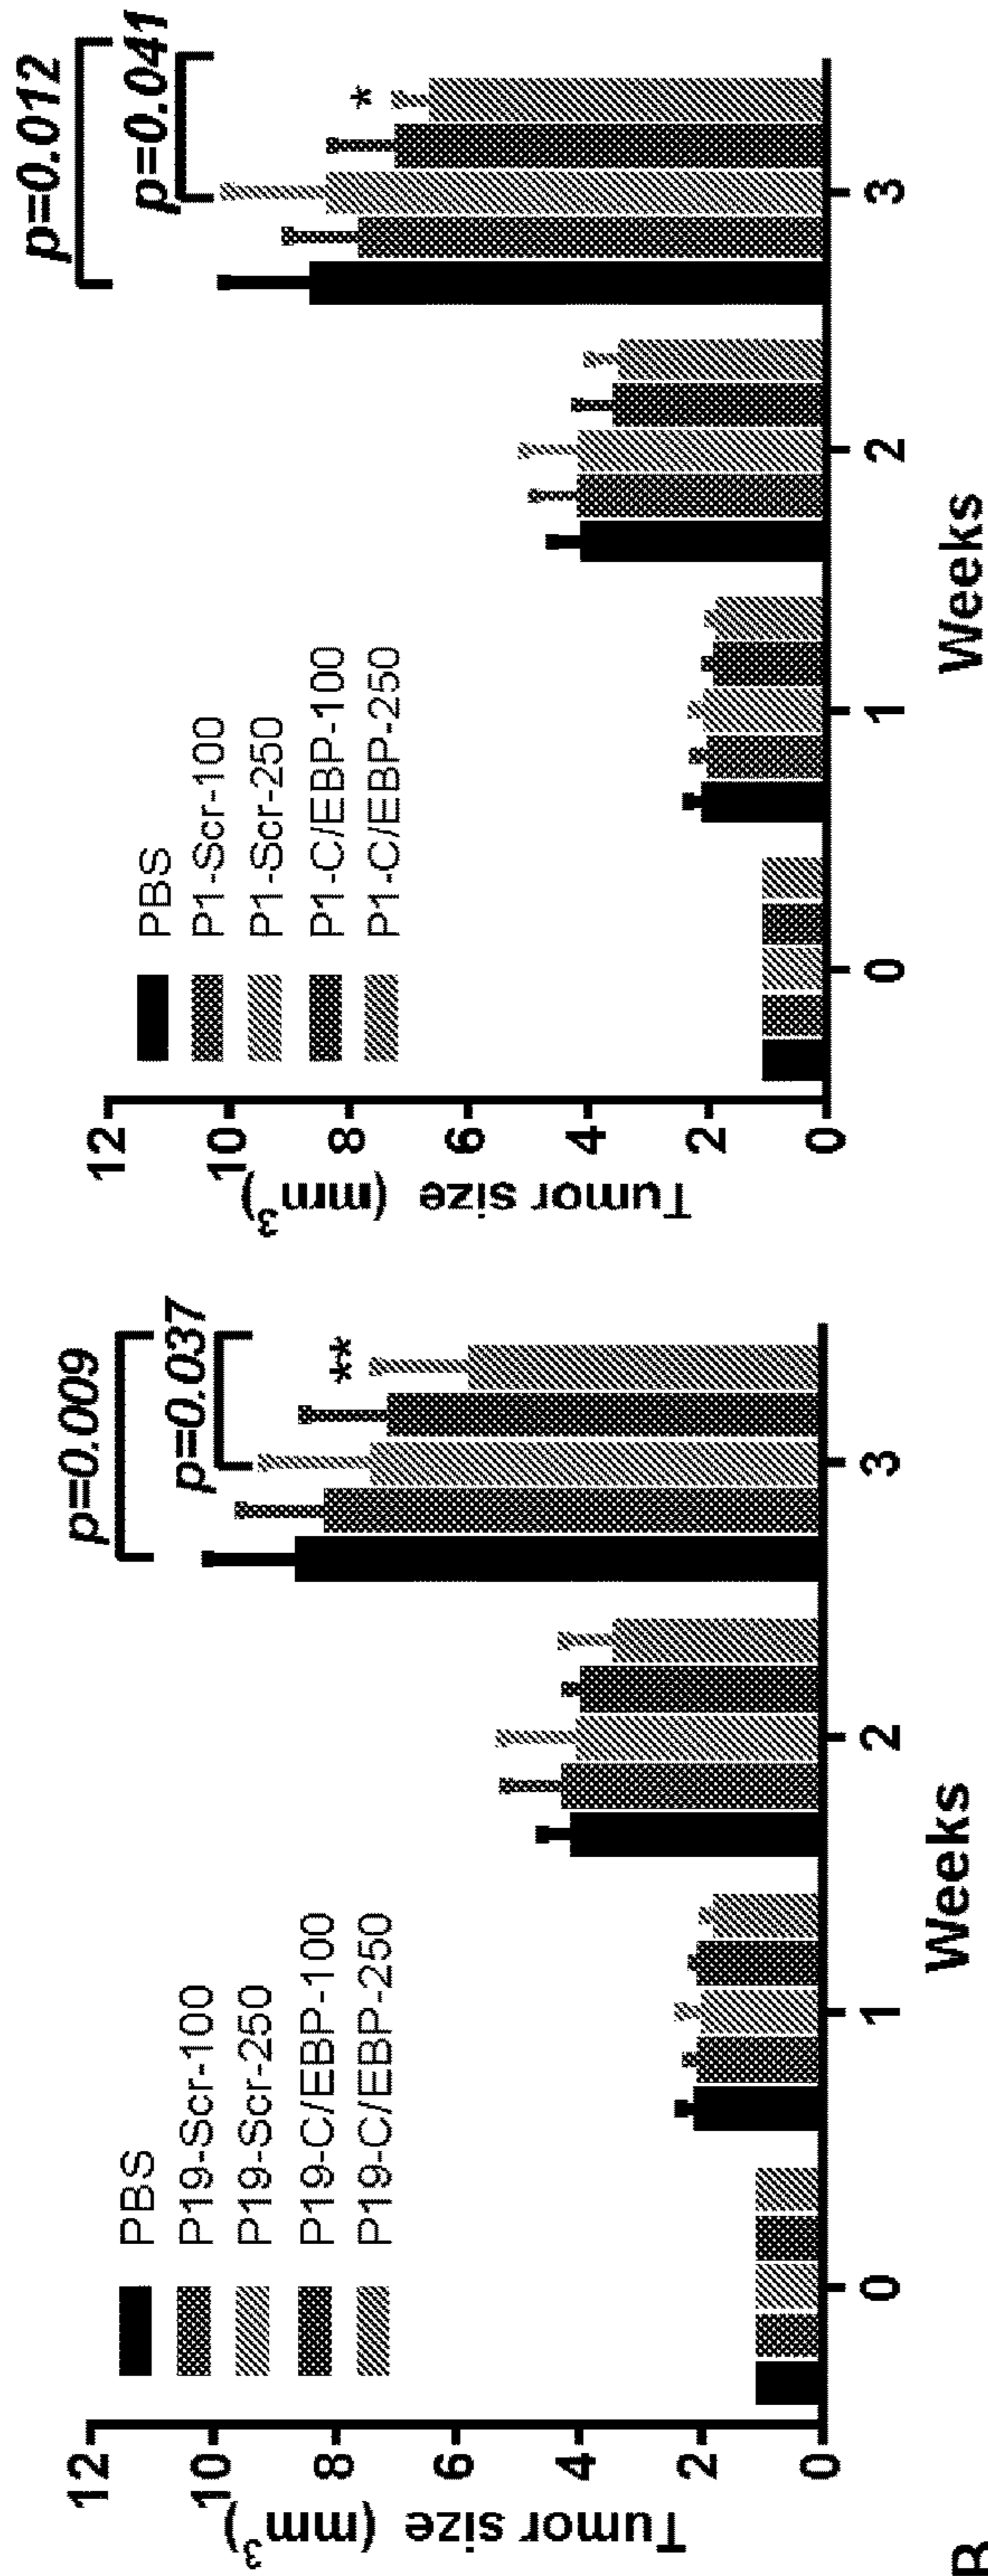 B
Tumor size (mm³)
12
10
8
6
4
2
0
PBS
P19-Scr-100
P19-Scr-250
P19-C/EBP-100
P19-C/EBP-250
p=0.009
p=0.037
**
0
1
2
3
Weeks
Tumor size (mm³)
12
10
8
6
4
2
0
PBS
P1-Scr-100
P1-Scr-250
P1-C/EBP-100
P1-C/EBP-250
p=0.012
p=0.041
*
0
1
2
3
Weeks